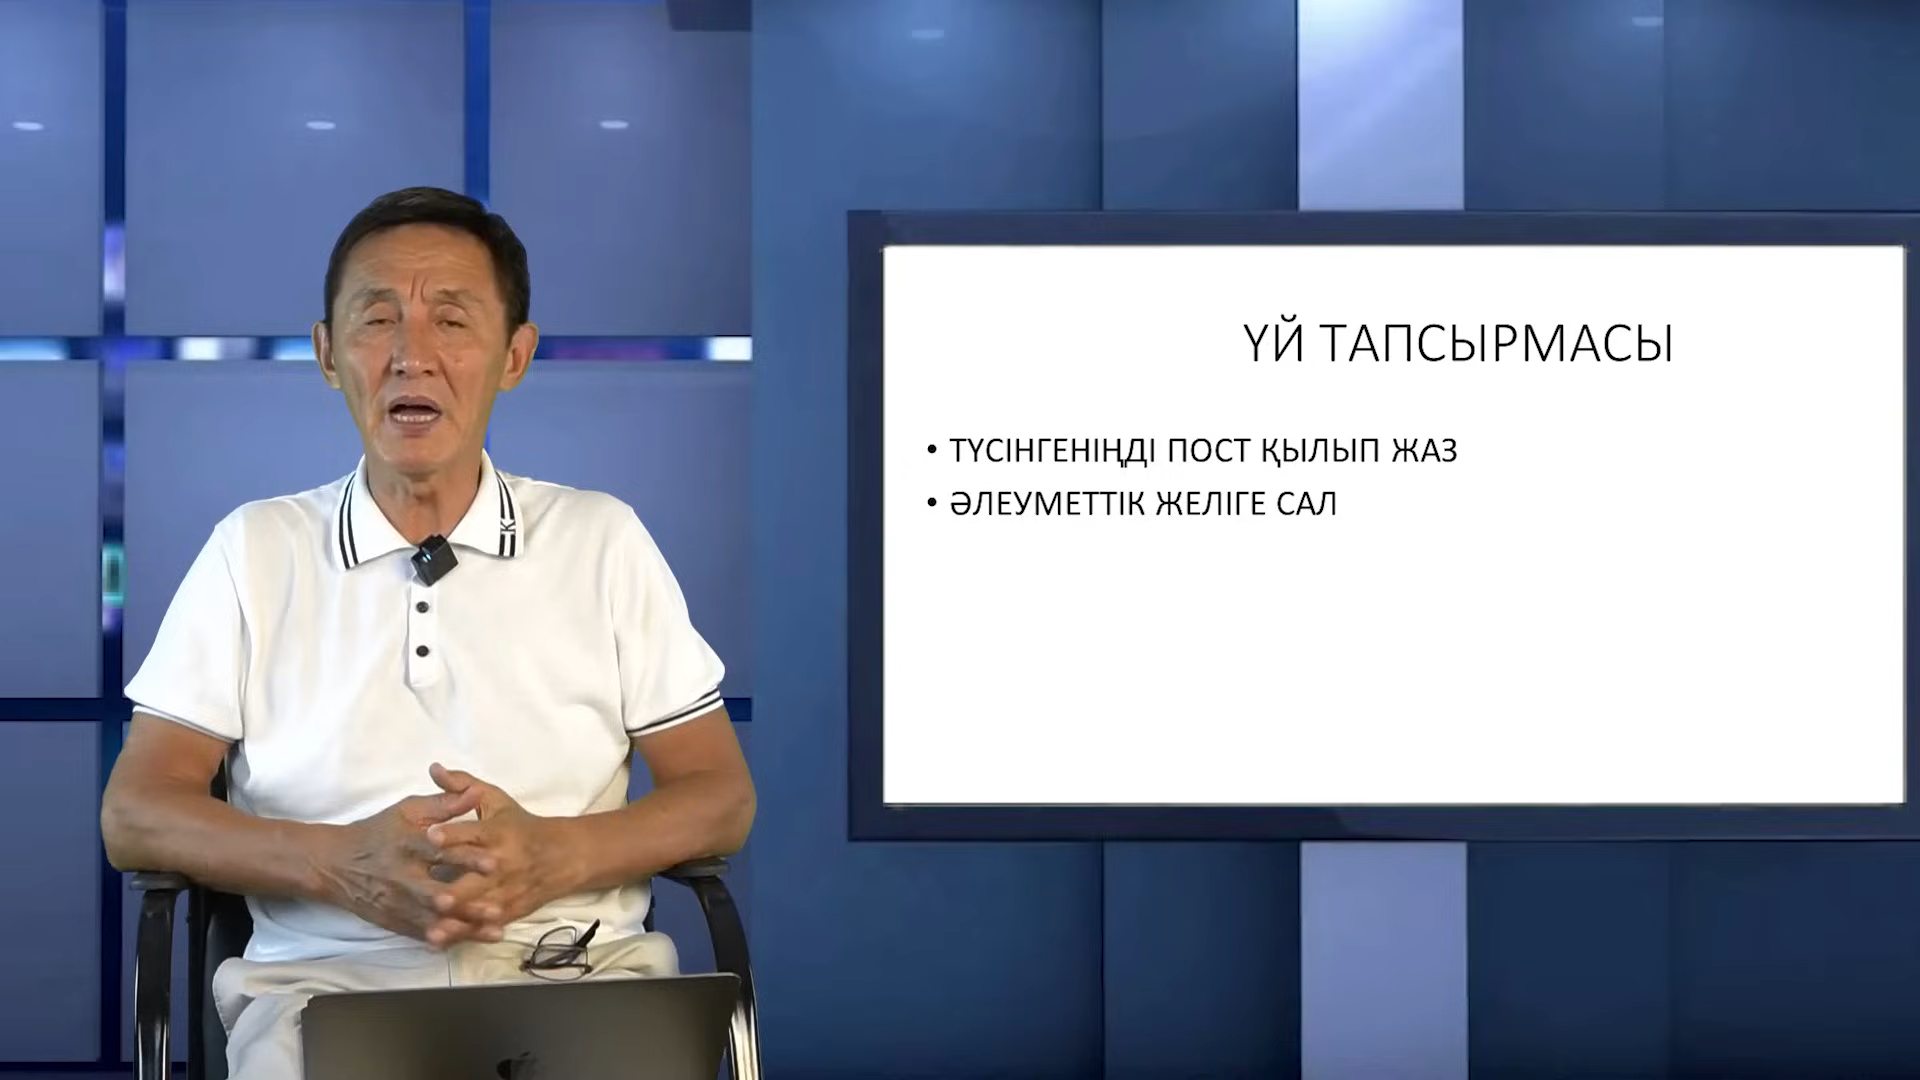 ҮЙ ТАПСЫРМАСЫ
• ТҮСІНГЕНІҢДІ ПОСТ ҚЫЛЫП ЖАЗ
• ӘЛЕУМЕТТІК ЖЕЛІГЕ САЛ